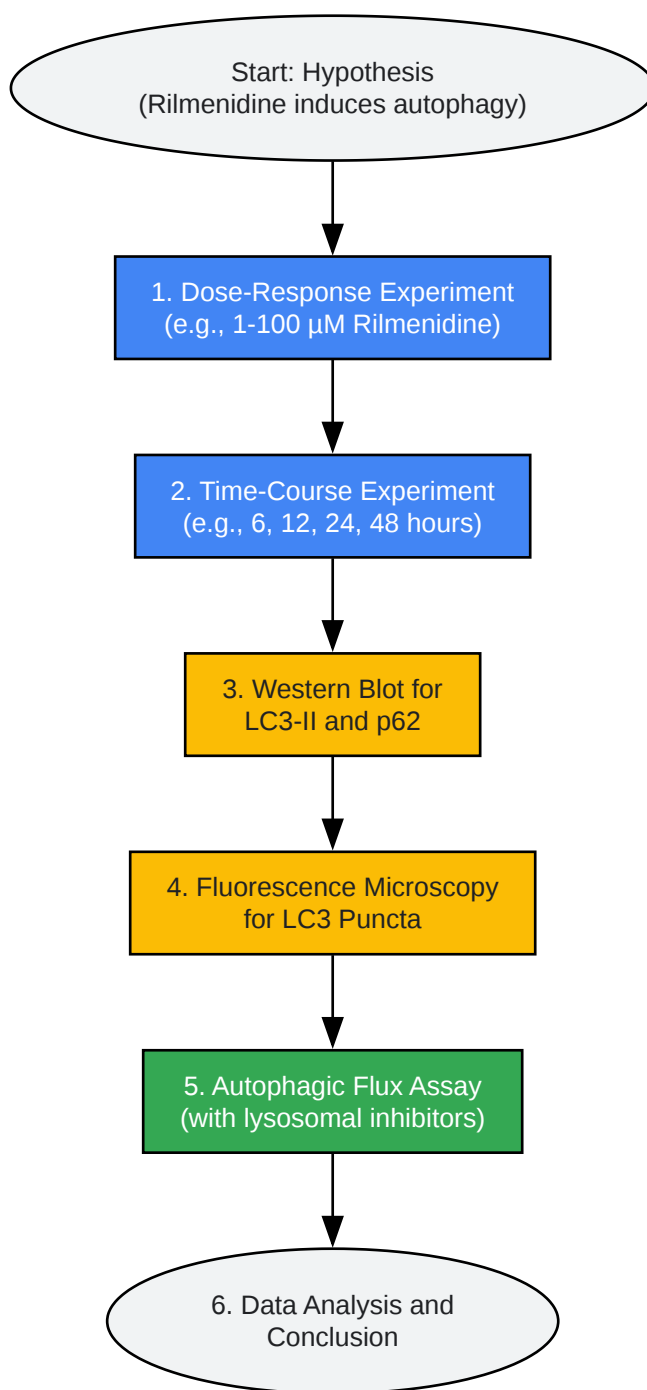 Start: Hypothesis
(Rilmenidine induces autophagy)
1. Dose-Response Experiment
(e.g., 1-100 µM Rilmenidine)
2. Time-Course Experiment
(e.g., 6, 12, 24, 48 hours)
3. Western Blot for
LC3-II and p62
4. Fluorescence Microscopy
for LC3 Puncta
5. Autophagic Flux Assay
(with lysosomal inhibitors)
6. Data Analysis and
Conclusion